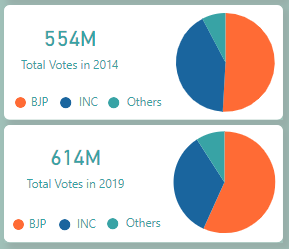 554M
Total Votes in 2014
BJP INC Others
614M
Total Votes in 2019
BJP INC Others